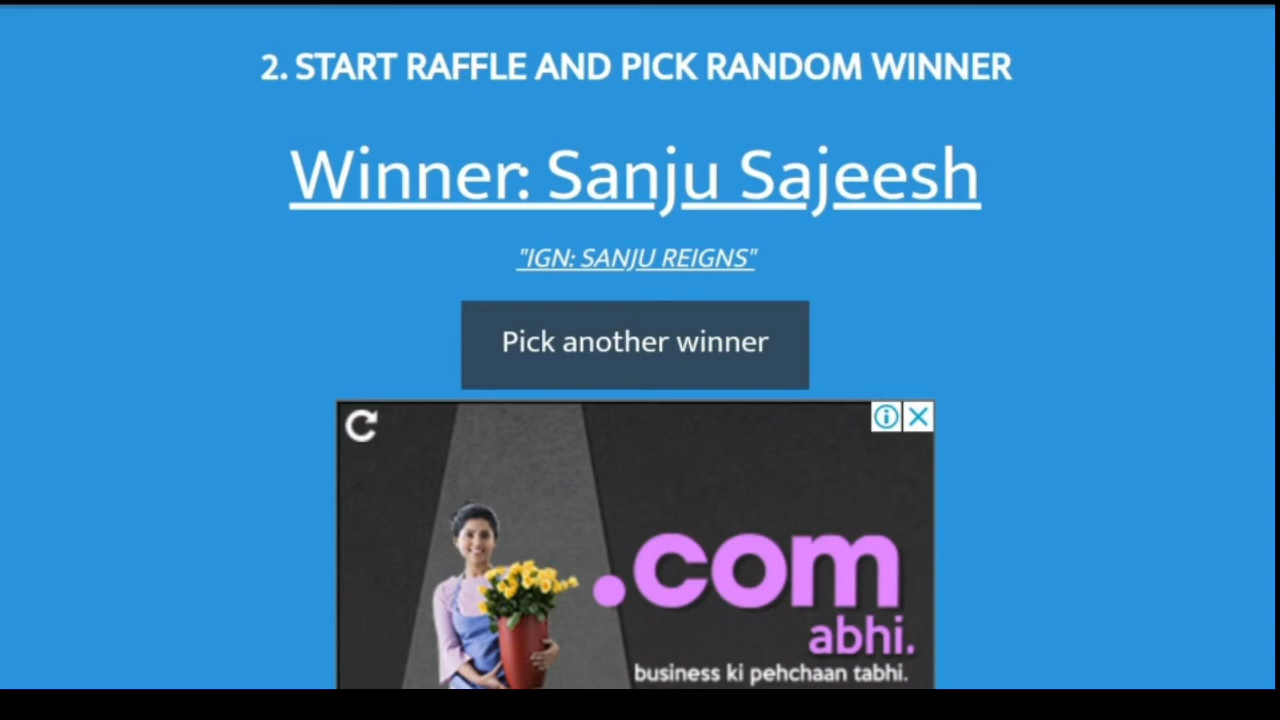 2. START RAFFLE AND PICK RANDOM WINNER
Winner: Sanju Sajeesh
"IGN: SANJU REIGNS"
Pick another winner
.com
abhi.
business ki pehchaan tabhi.